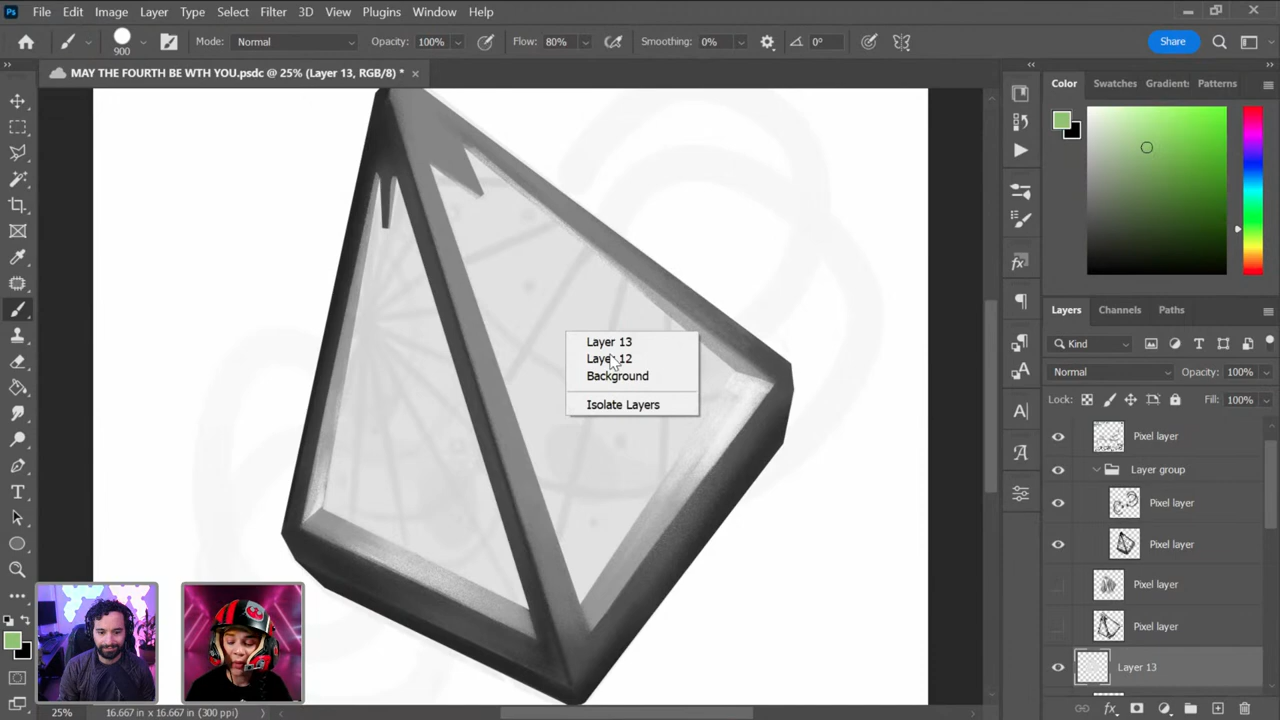 Ps File Edit Image Layer Type Select Filter 3D View Plugins Window Help
900 Mode: Normal Opacity: 100% Flow: 80% Smoothing: 0% 0° Share
MAY THE FOURTH BE WTH YOU.psdc @ 25% (Layer 13, RGB/8) *
Color Swatches Gradient Patterns
Layer 13
Layer 12
Background
Isolate Layers
Layers Channels Paths
Kind
Normal Opacity: 100%
Lock: Fill: 100%
Pixel layer
Layer group
Pixel layer
Pixel layer
Pixel layer
Pixel layer
Layer 13
25% 16.667 in x 16.667 in (300 ppi)